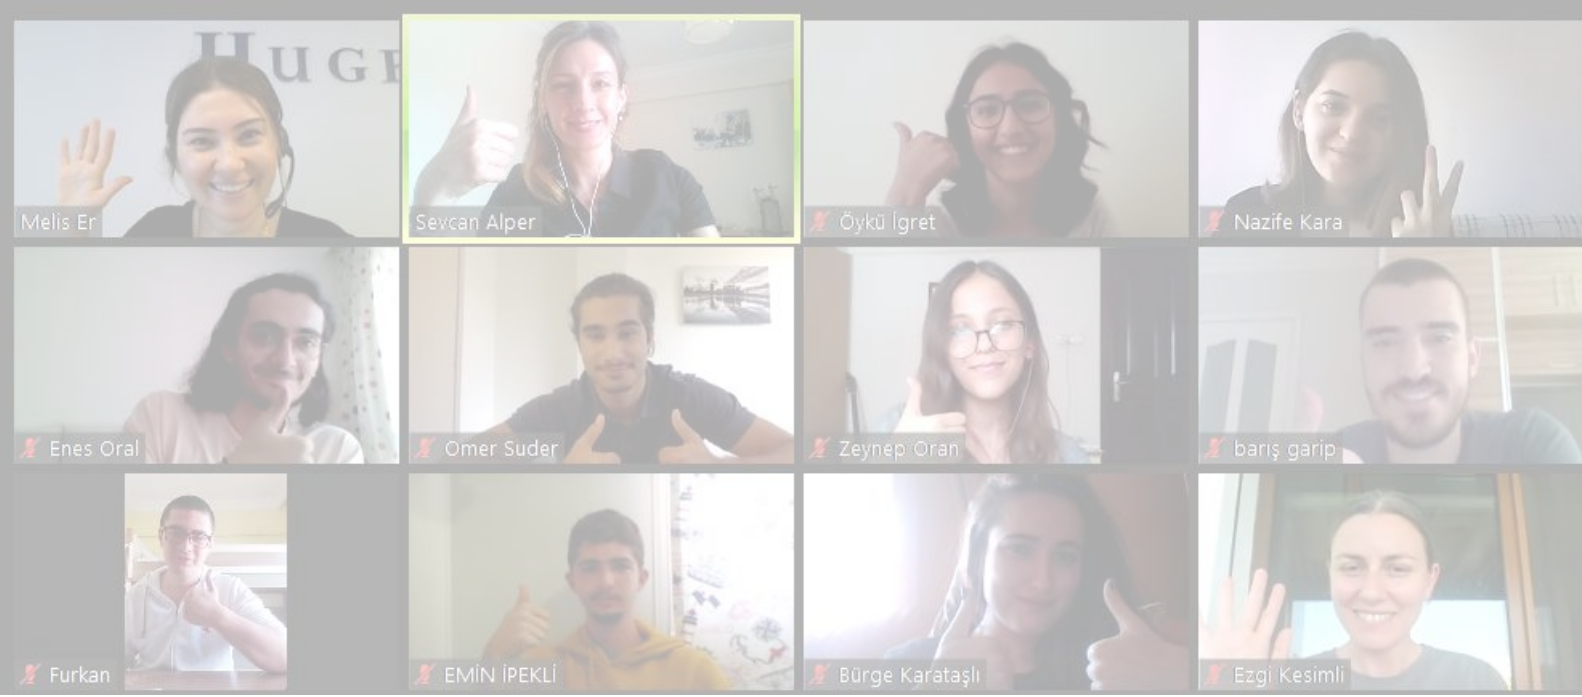 HUGE
Melis Er
Sevcan Alper
Öykü İgret
Nazife Kara
Enes Oral
Omer Suder
Zeynep Oran
barış garip
Furkan
EMİN İPEKLİ
Bürge Karataşlı
Ezgi Kesimli